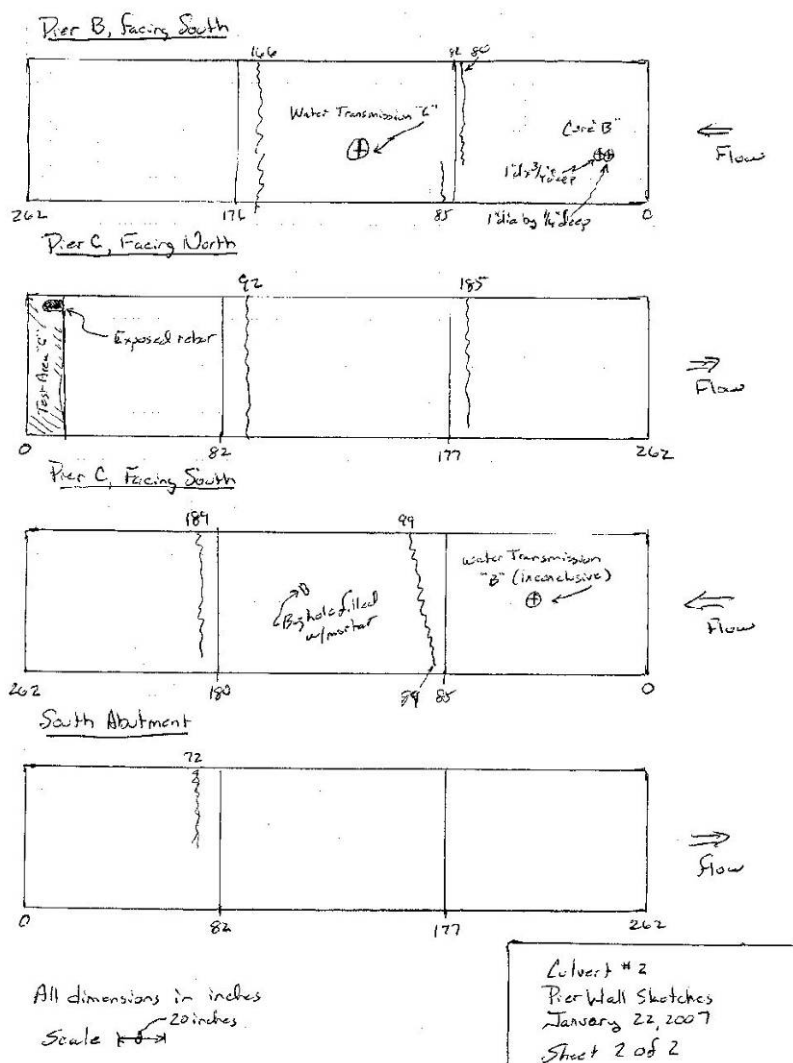 Pier B, Facing South
166 82 80
Water Transmission "C"
Core "B"
Flow
1" dia by 1/4" deep
262 176 85 0
Pier C, Facing North
92 185
Exposed rebar
Test Area "C"
Flow
0 82 177 262
Pier C, Facing South
189 99
Water Transmission
"B" (inconclusive)
Bughole filled
w/mortar
Flow
262 180 89 85 0
South Abutment
72
Flow
0 82 177 262
All dimensions in inches
Scale 20 inches
Culvert #2
Pier Wall Sketches
January 22, 2007
Sheet 2 of 2